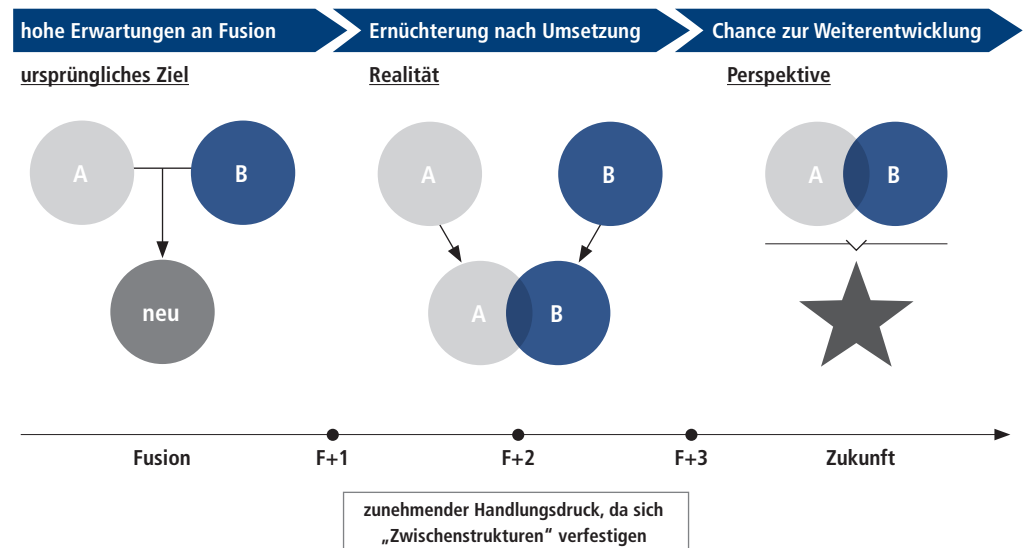 hohe Erwartungen an Fusion
Ernüchterung nach Umsetzung
Chance zur Weiterentwicklung
ursprüngliches Ziel
Realität
Perspektive
A
B
A
B
A
B
neu
A
B
Fusion
F+1
F+2
F+3
Zukunft
zunehmender Handlungsdruck, da sich
„Zwischenstrukturen“ verfestigen